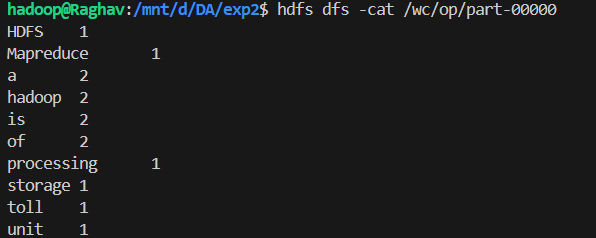 hadoop@Raghav:/mnt/d/DA/exp2$ hdfs dfs -cat /wc/op/part-00000
HDFS 1
Mapreduce 1
a 2
hadoop 2
is 2
of 2
processing 1
storage 1
toll 1
unit 1